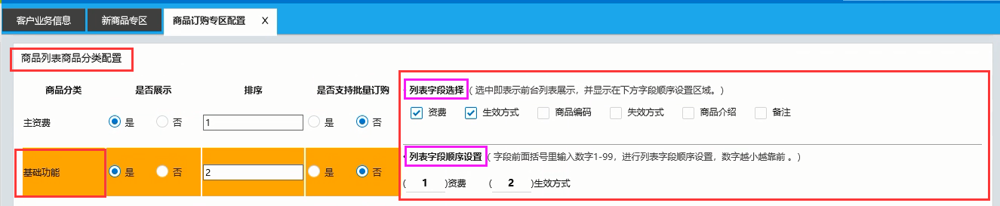 客户业务信息 新商品专区 商品订购专区配置 X
商品列表商品分类配置
商品分类 是否展示 排序 是否支持批量订购
主资费 是 否 1 是 否
基础功能 是 否 2 是 否
列表字段选择 ( 选中即表示前台列表展示，并显示在下方字段顺序设置区域。)
资费 生效方式 商品编码 失效方式 商品介绍 备注
列表字段顺序设置 ( 字段前面括号里输入数字1-99，进行列表字段顺序设置，数字越小越靠前 。)
( 1 )资费 ( 2 )生效方式